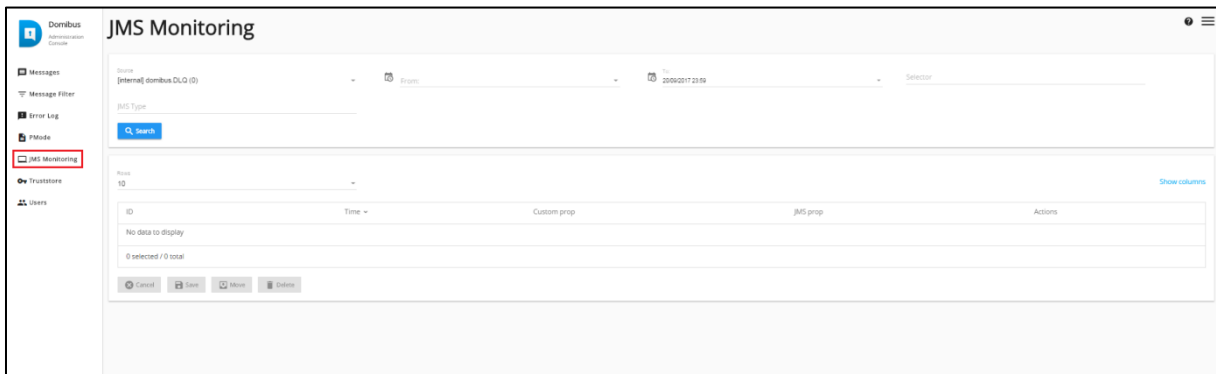 Domibus
Administration
Console
JMS Monitoring
Messages
Message Filter
Error Log
PMode
JMS Monitoring
Truststore
Users
Source
[internal] domibus.DLQ (0)
From:
To:
20/09/2017 23:59
Selector
JMS Type
Search
Rows
10
Show columns
ID Time Custom prop JMS prop Actions
No data to display
0 selected / 0 total
Cancel Save Move Delete